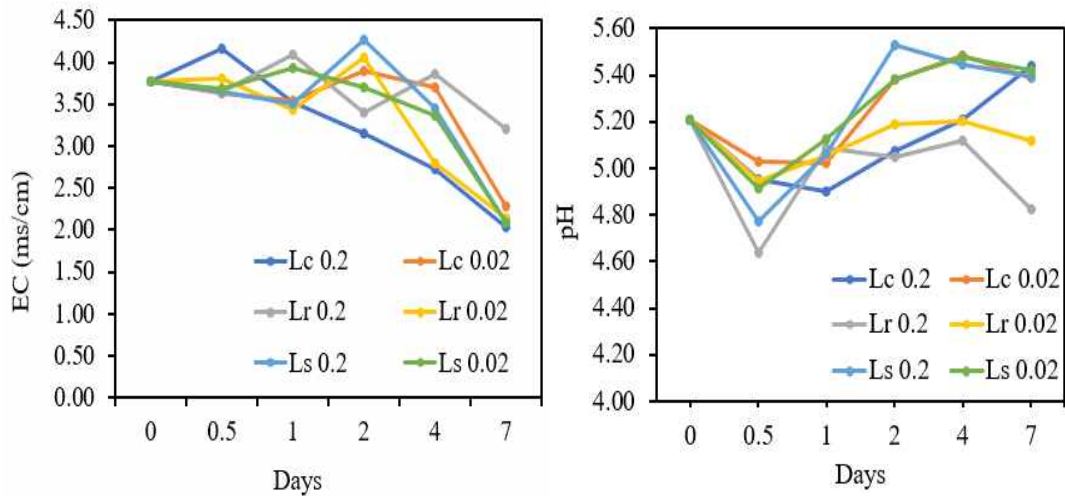 EC (ms/cm)
4.50
4.00
3.50
3.00
2.50
2.00
1.50
1.00
0.50
0.00
Lc 0.2 Lc 0.02
Lr 0.2 Lr 0.02
Ls 0.2 Ls 0.02
0 0.5 1 2 4 7
Days
pH
5.60
5.40
5.20
5.00
4.80
4.60
4.40
4.20
4.00
Lc 0.2 Lc 0.02
Lr 0.2 Lr 0.02
Ls 0.2 Ls 0.02
0 0.5 1 2 4 7
Days